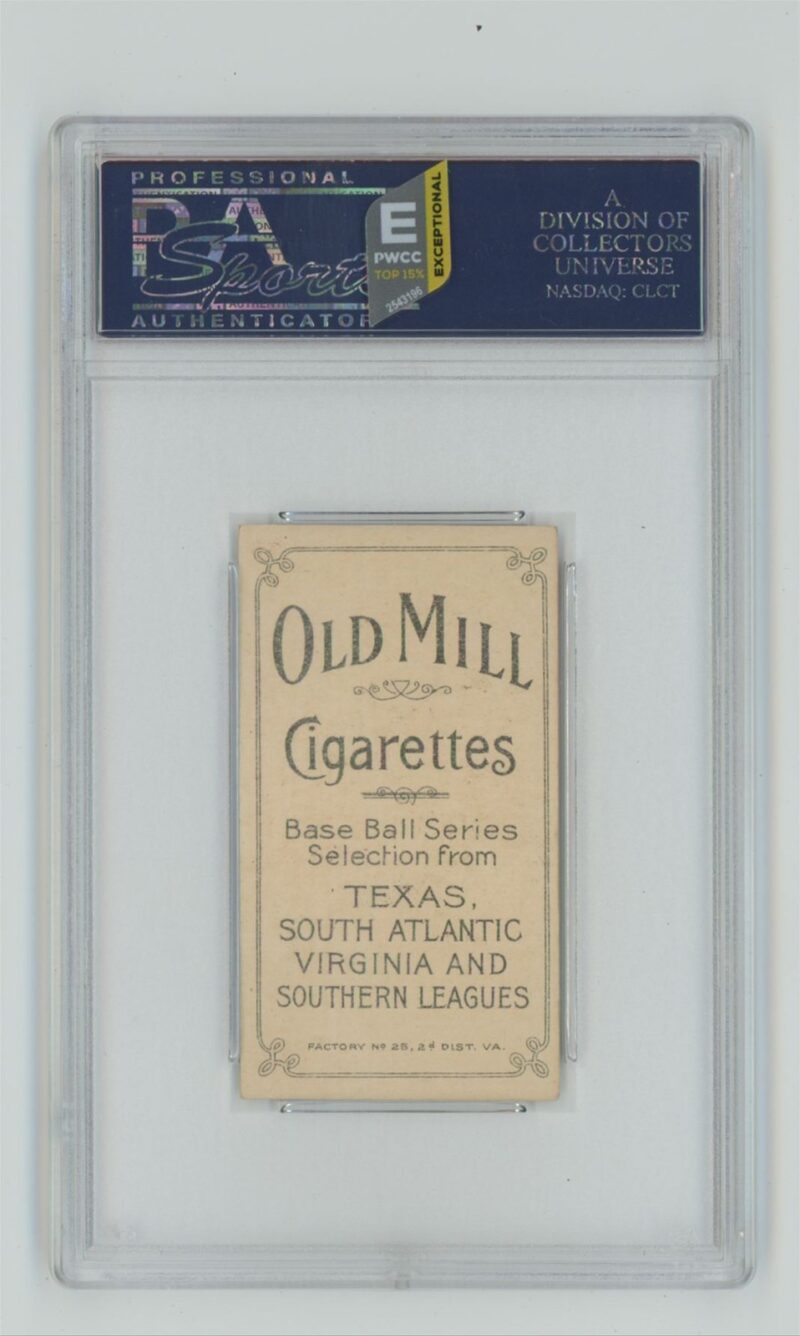 PROFESSIONAL
PSA
Sports
AUTHENTICATOR
E
PWCC
TOP 15%
2543196
EXCEPTIONAL
A
DIVISION OF
COLLECTORS
UNIVERSE
NASDAQ: CLCT
OLD MILL
Cigarettes
Base Ball Series
Selection from
TEXAS,
SOUTH ATLANTIC
VIRGINIA AND
SOUTHERN LEAGUES
FACTORY Nº 25, 2d DIST. VA.